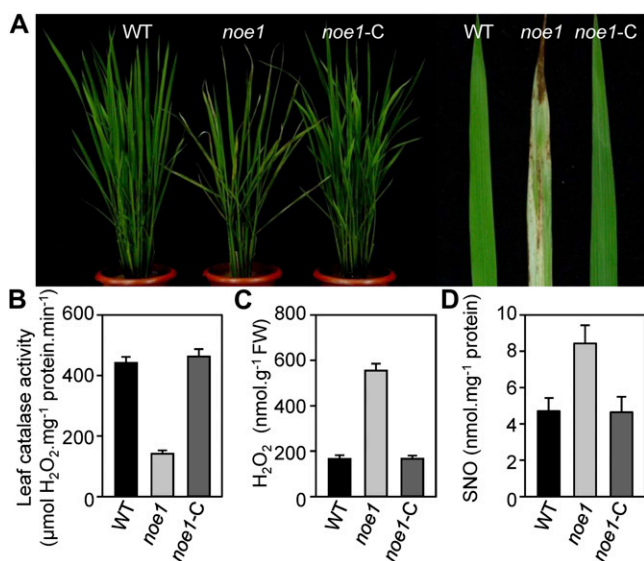 A
WT
noe1
noe1-C
WT
noe1
noe1-C
B
Leaf catalase activity
(μmol H₂O₂.mg⁻¹ protein.min⁻¹)
600
400
200
0
WT
noe1
noe1-C
C
H₂O₂ (nmol.g⁻¹ FW)
800
600
400
200
0
WT
noe1
noe1-C
D
SNO (nmol.mg⁻¹ protein)
10
8
6
4
2
0
WT
noe1
noe1-C